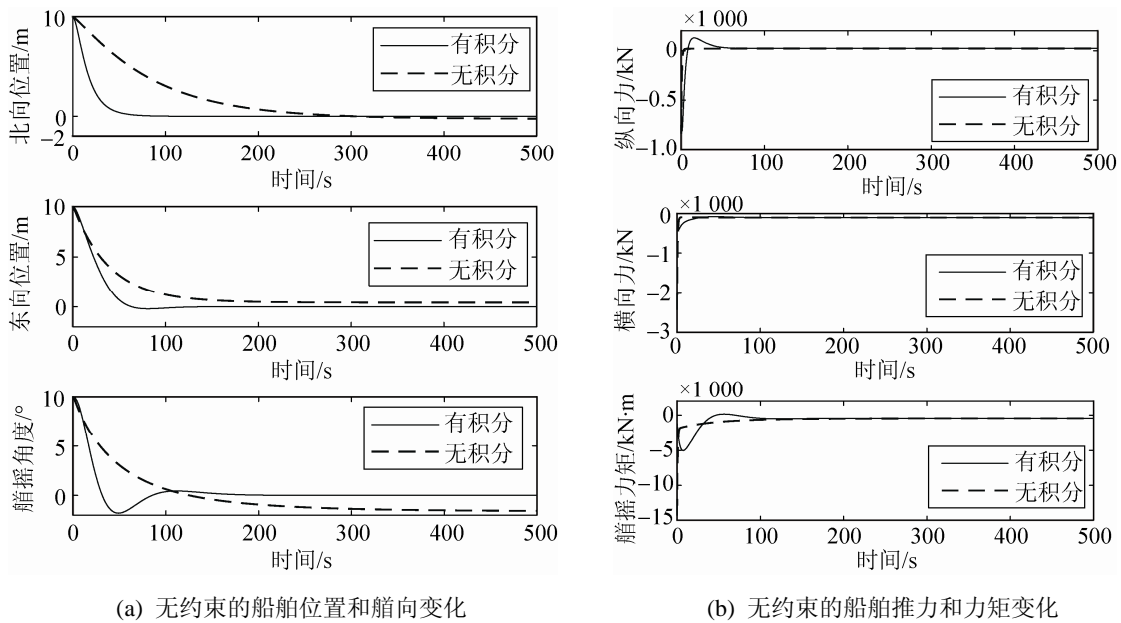 10
5
0
−2
北向位置/m
有积分
无积分
0 100 200 300 400 500
时间/s
10
5
0
东向位置/m
有积分
无积分
0 100 200 300 400 500
时间/s
10
5
0
艏摇角度/°
有积分
无积分
0 100 200 300 400 500
时间/s
(a) 无约束的船舶位置和艏向变化
×1 000
0
−0.5
−1.0
纵向力/kN
有积分
无积分
0 100 200 300 400 500
时间/s
×1 000
0
−1
−2
−3
横向力/kN
有积分
无积分
0 100 200 300 400 500
时间/s
×1 000
0
−5
−10
−15
艏摇力矩/kN·m
有积分
无积分
0 100 200 300 400 500
时间/s
(b) 无约束的船舶推力和力矩变化